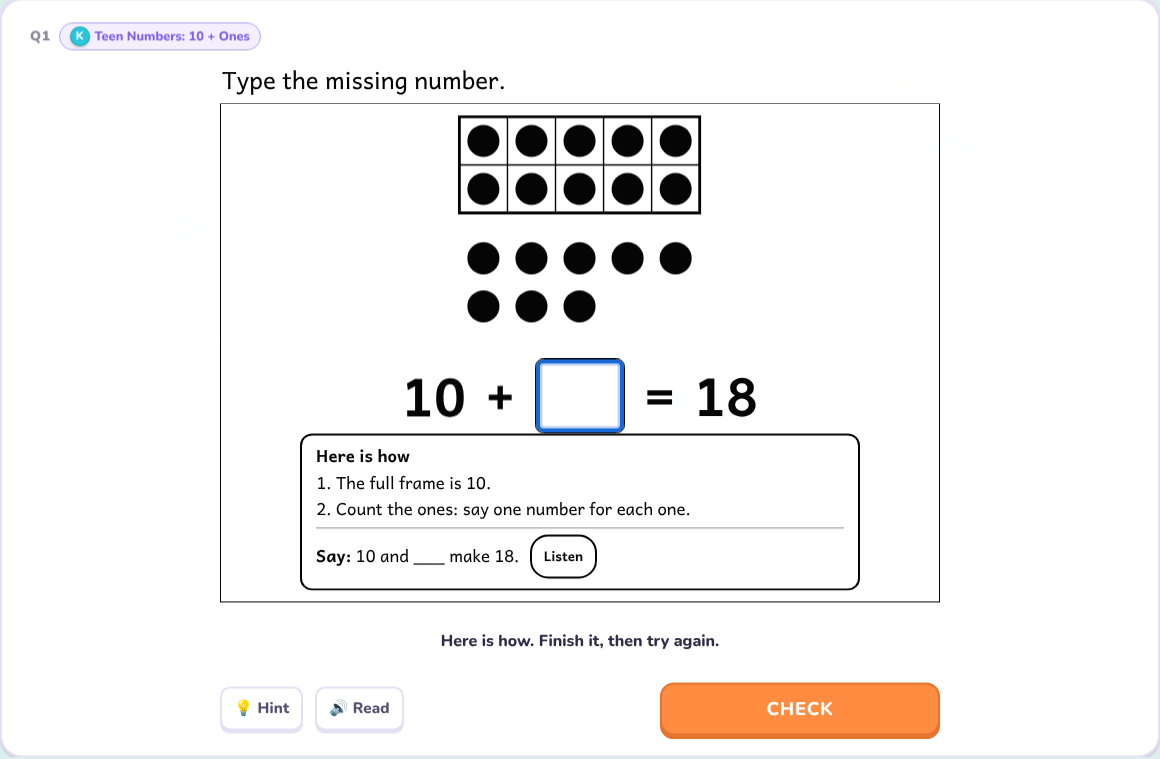 Q1 K Teen Numbers: 10 + Ones
Type the missing number.
10 + = 18
Here is how
1. The full frame is 10.
2. Count the ones: say one number for each one.
Say: 10 and ___ make 18. Listen
Here is how. Finish it, then try again.
💡 Hint 🔊 Read CHECK